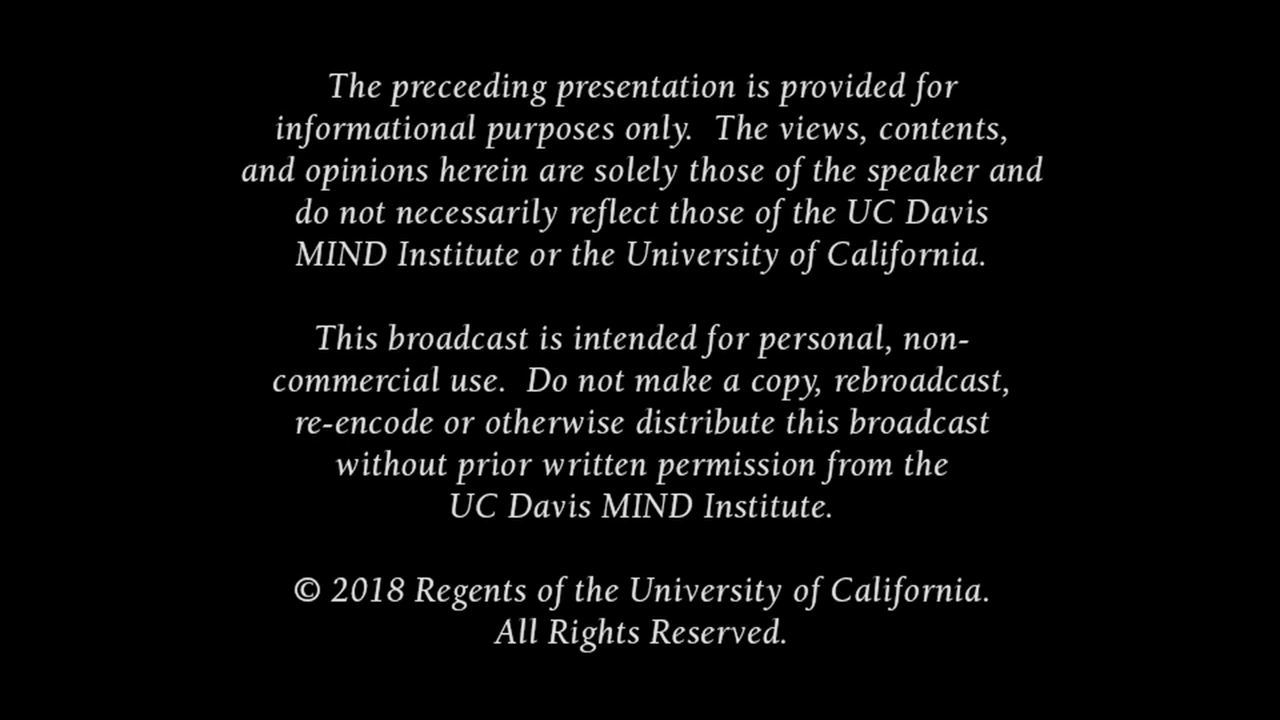 The preceeding presentation is provided for
informational purposes only.  The views, contents,
and opinions herein are solely those of the speaker and
do not necessarily reflect those of the UC Davis
MIND Institute or the University of California.
This broadcast is intended for personal, non-
commercial use.  Do not make a copy, rebroadcast,
re-encode or otherwise distribute this broadcast
without prior written permission from the
UC Davis MIND Institute.
© 2018 Regents of the University of California.
All Rights Reserved.